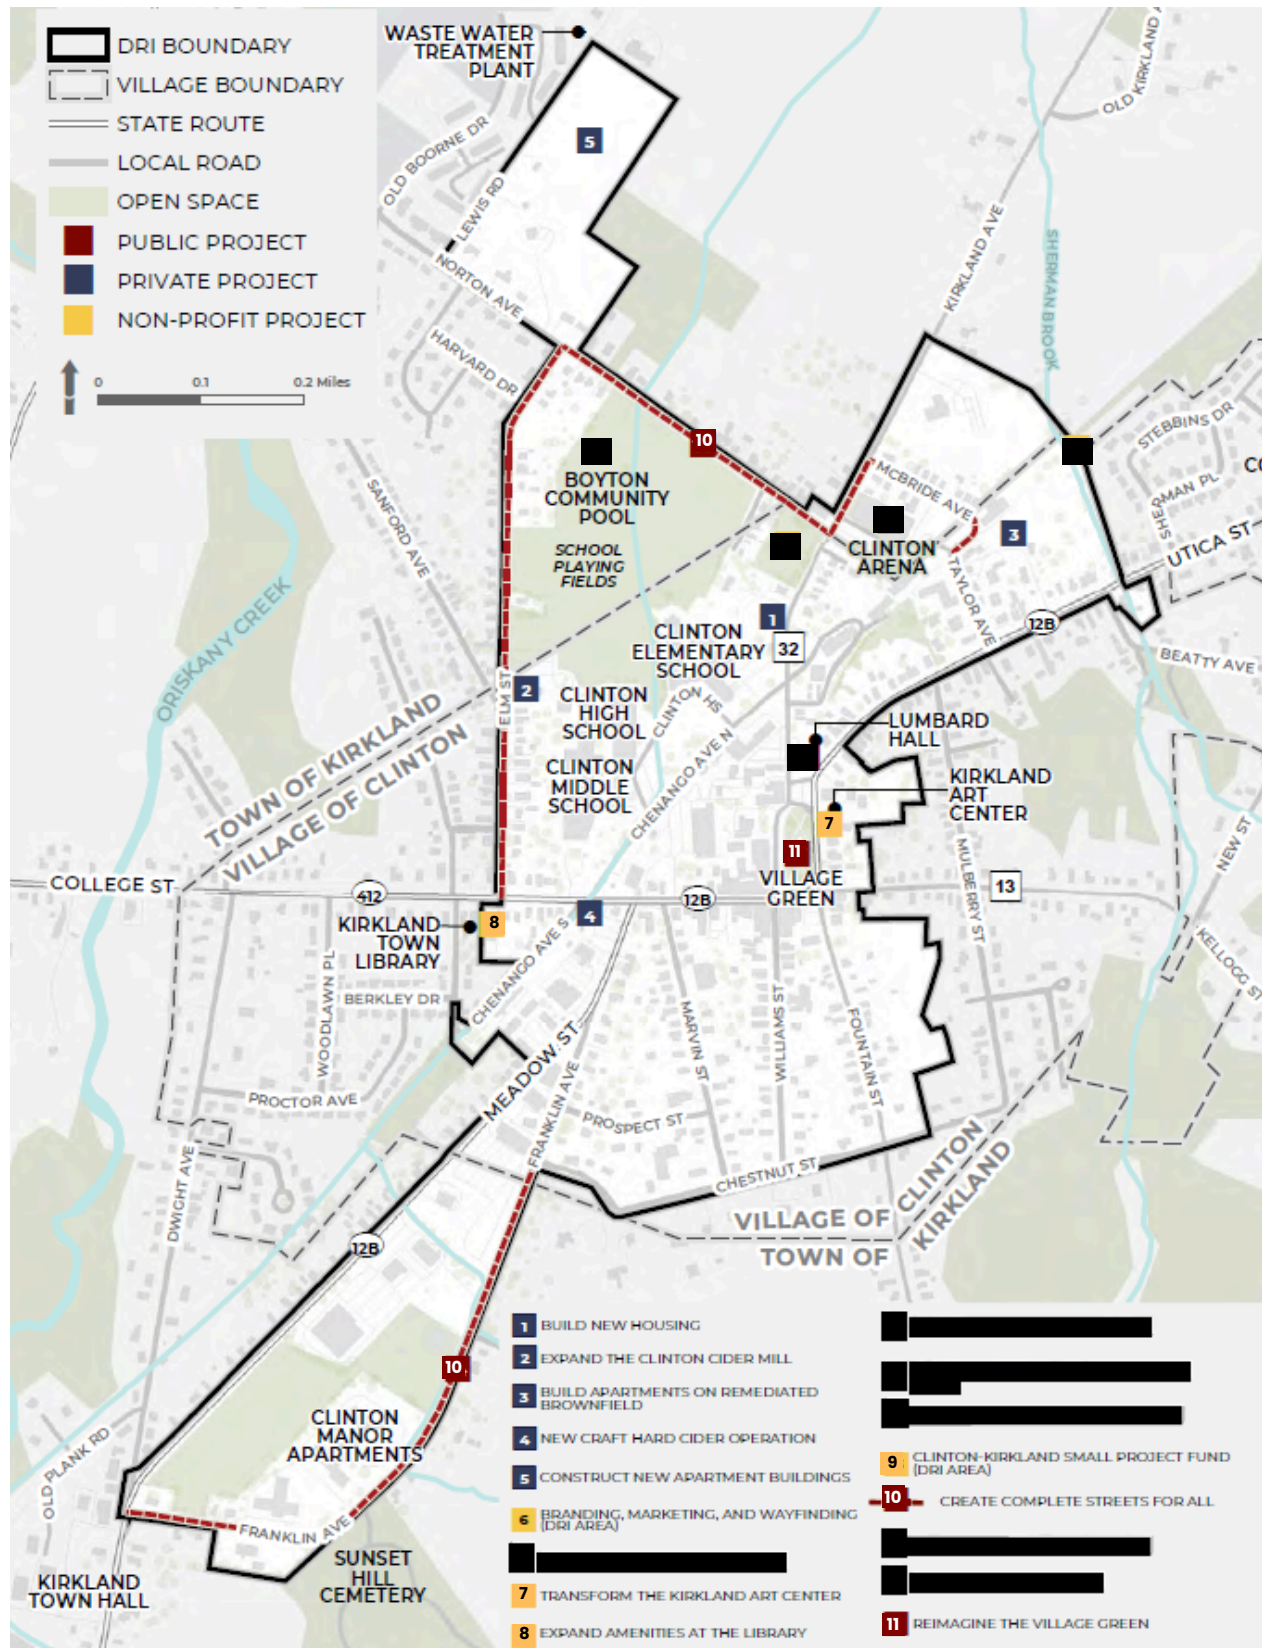 DRI BOUNDARY
VILLAGE BOUNDARY
STATE ROUTE
LOCAL ROAD
OPEN SPACE
PUBLIC PROJECT
PRIVATE PROJECT
NON-PROFIT PROJECT
0 0.1 0.2 Miles
WASTE WATER
TREATMENT
PLANT
5
OLD BOORNE DR
LEWIS RD
NORTON AVE
HARVARD DR
OLD KIRKLAND A
KIRKLAND AVE
SHERMAN BROOK
10
BOYTON
COMMUNITY
POOL
SCHOOL
PLAYING
FIELDS
MCBRIDE AVE
CLINTON
ARENA
3
STEBBINS DR
SHERMAN PL
CO
UTICA ST
TAYLOR AVE
12B
BEATTY AVE
SANFORD AVE
ORISKANY CREEK
1
CLINTON
ELEMENTARY
SCHOOL
32
2
ELM ST
CLINTON
HIGH
SCHOOL
CLINTON HS
CLINTON
MIDDLE
SCHOOL
CHENANGO AVE N
LUMBARD
HALL
KIRKLAND
ART
CENTER
7
11
VILLAGE
GREEN
TOWN OF KIRKLAND
VILLAGE OF CLINTON
COLLEGE ST
412
12B
13
MULBERRY ST
NEW ST
KELLOGG ST
KIRKLAND
TOWN
LIBRARY
8
4
CHENANGO AVE S
WOODLAWN PL
BERKLEY DR
PROCTOR AVE
MEADOW ST
FRANKLIN AVE
MARVIN ST
WILLIAMS ST
FOUNTAIN ST
PROSPECT ST
CHESTNUT ST
DWIGHT AVE
12B
VILLAGE OF CLINTON
TOWN OF KIRKLAND
10
CLINTON
MANOR
APARTMENTS
OLD PLANK RD
FRANKLIN AVE
SUNSET
HILL
CEMETERY
KIRKLAND
TOWN HALL
1 BUILD NEW HOUSING
2 EXPAND THE CLINTON CIDER MILL
3 BUILD APARTMENTS ON REMEDIATED
BROWNFIELD
4 NEW CRAFT HARD CIDER OPERATION
5 CONSTRUCT NEW APARTMENT BUILDINGS
6 BRANDING, MARKETING, AND WAYFINDING
(DRI AREA)
7 TRANSFORM THE KIRKLAND ART CENTER
8 EXPAND AMENITIES AT THE LIBRARY
9 CLINTON-KIRKLAND SMALL PROJECT FUND
(DRI AREA)
10 CREATE COMPLETE STREETS FOR ALL
11 REIMAGINE THE VILLAGE GREEN